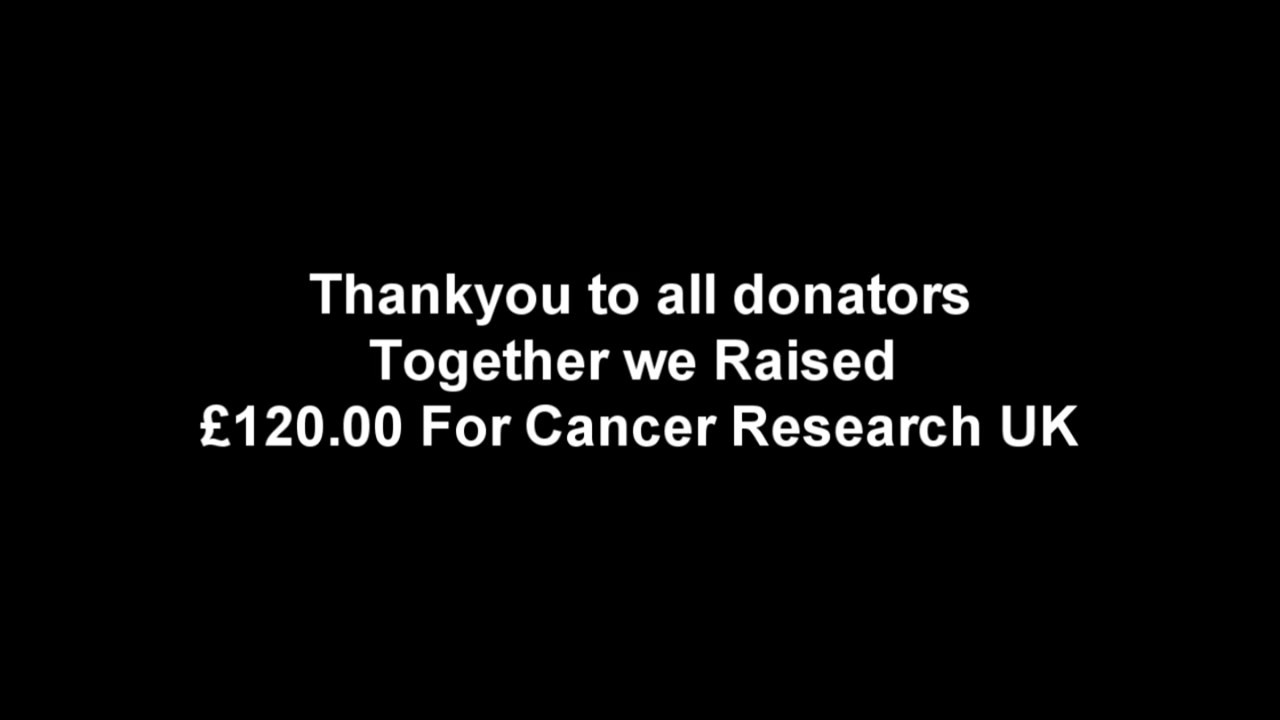 Thankyou to all donators
Together we Raised
£120.00 For Cancer Research UK